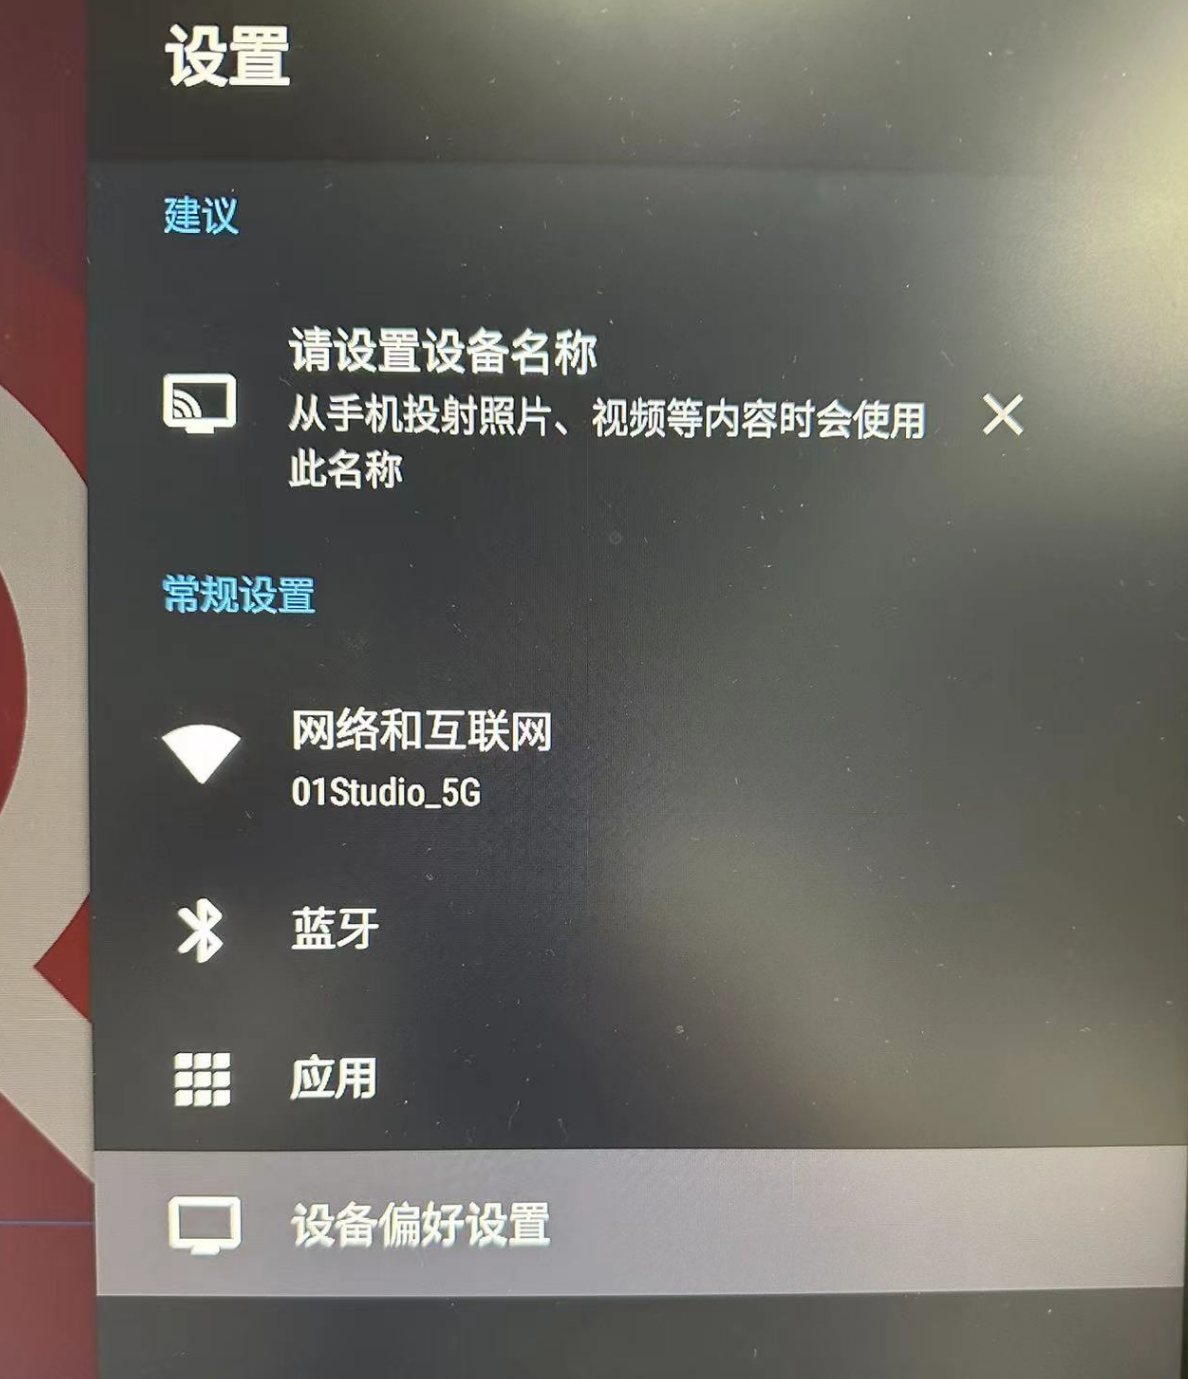 设置
建议
请设置设备名称
从手机投射照片、视频等内容时会使用
此名称
常规设置
网络和互联网
01Studio_5G
蓝牙
应用
设备偏好设置